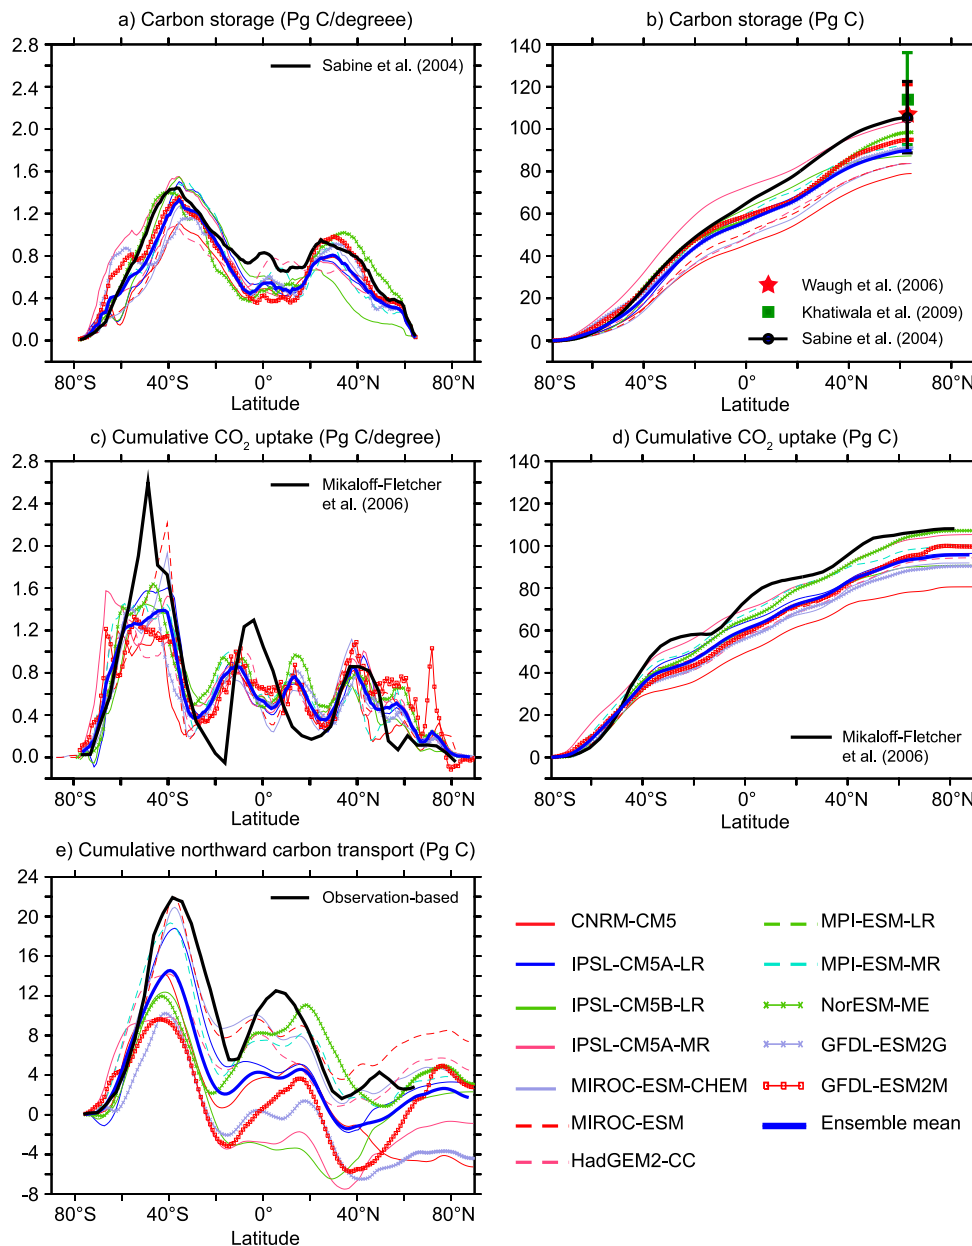 a) Carbon storage (Pg C/degreee)
2.8
2.4
2.0
1.6
1.2
0.8
0.4
0.0
Sabine et al. (2004)
80°S 40°S 0° 40°N 80°N
Latitude
b) Carbon storage (Pg C)
140
120
100
80
60
40
20
0
Waugh et al. (2006)
Khatiwala et al. (2009)
Sabine et al. (2004)
80°S 40°S 0° 40°N 80°N
Latitude
c) Cumulative CO2 uptake (Pg C/degree)
2.8
2.4
2.0
1.6
1.2
0.8
0.4
0.0
Mikaloff-Fletcher
et al. (2006)
80°S 40°S 0° 40°N 80°N
Latitude
d) Cumulative CO2 uptake (Pg C)
140
120
100
80
60
40
20
0
Mikaloff-Fletcher
et al. (2006)
80°S 40°S 0° 40°N 80°N
Latitude
e) Cumulative northward carbon transport (Pg C)
24
20
16
12
8
4
0
-4
-8
Observation-based
80°S 40°S 0° 40°N 80°N
Latitude
CNRM-CM5
IPSL-CM5A-LR
IPSL-CM5B-LR
IPSL-CM5A-MR
MIROC-ESM-CHEM
MIROC-ESM
HadGEM2-CC
MPI-ESM-LR
MPI-ESM-MR
NorESM-ME
GFDL-ESM2G
GFDL-ESM2M
Ensemble mean